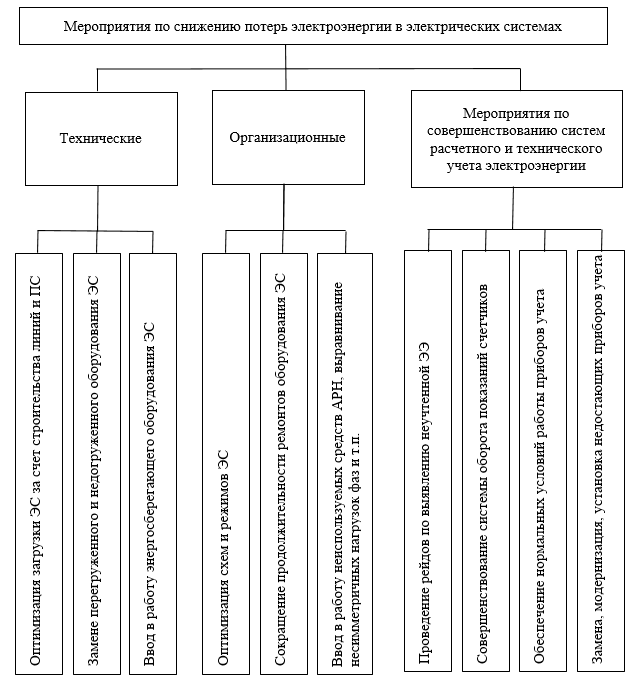 Мероприятия по снижению потерь электроэнергии в электрических системах
Технические
Организационные
Мероприятия по
совершенствованию систем
расчетного и технического
учета электроэнергии
Оптимизация загрузки ЭС за счет строительства линий и ПС
Замене перегруженного и недогруженного оборудования ЭС
Ввод в работу энергосберегающего оборудования ЭС
Оптимизация схем и режимов ЭС
Сокращение продолжительности ремонтов оборудования ЭС
Ввод в работу неиспользуемых средств АРН, выравнивание
несимметричных нагрузок фаз и т.п.
Проведение рейдов по выявлению неучтенной ЭЭ
Совершенствование системы оборота показаний счетчиков
Обеспечение нормальных условий работы приборов учета
Замена, модернизация, установка недостающих приборов учета